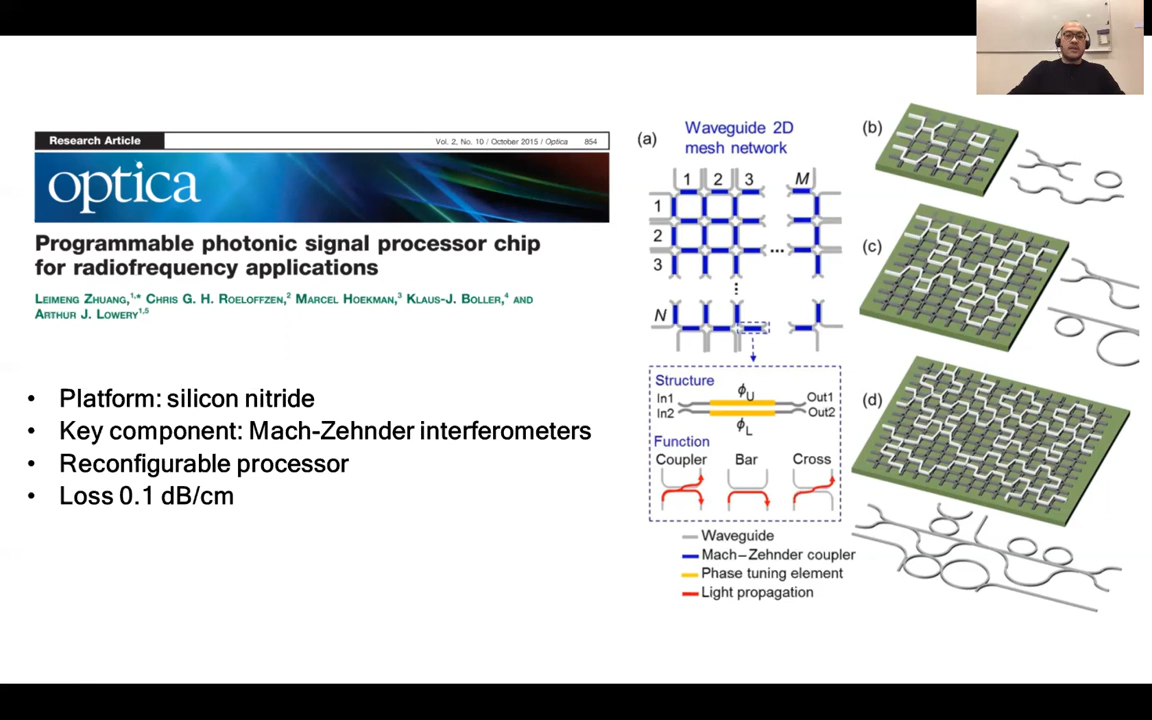 Research Article
Vol. 2, No. 10 / October 2015 / Optica 854
optica
Programmable photonic signal processor chip
for radiofrequency applications
LEIMENG ZHUANG,1,* CHRIS G. H. ROELOFFZEN,2 MARCEL HOEKMAN,3 KLAUS-J. BOLLER,4 AND
ARTHUR J. LOWERY1,5
• Platform: silicon nitride
• Key component: Mach-Zehnder interferometers
• Reconfigurable processor
• Loss 0.1 dB/cm
(a)
Waveguide 2D
mesh network
1 2 3 M
1
2
3
...
N
Structure
ϕU
In1 Out1
In2 Out2
ϕL
Function
Coupler Bar Cross
Waveguide
Mach–Zehnder coupler
Phase tuning element
Light propagation
(b)
(c)
(d)